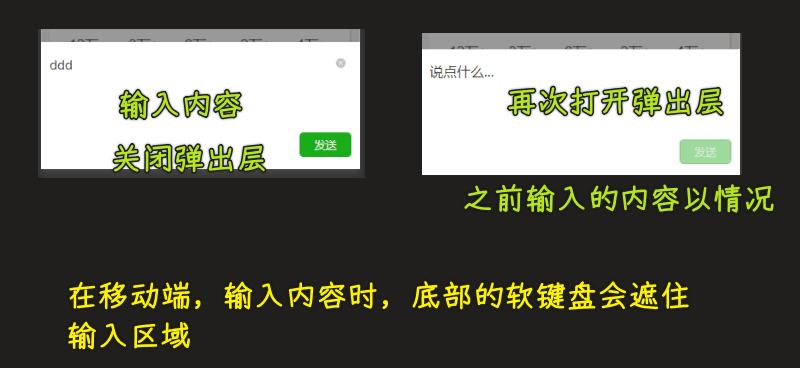 ddd
输入内容
发送
关闭弹出层
说点什么...
再次打开弹出层
发送
之前输入的内容以情况
在移动端，输入内容时，底部的软键盘会遮住
输入区域